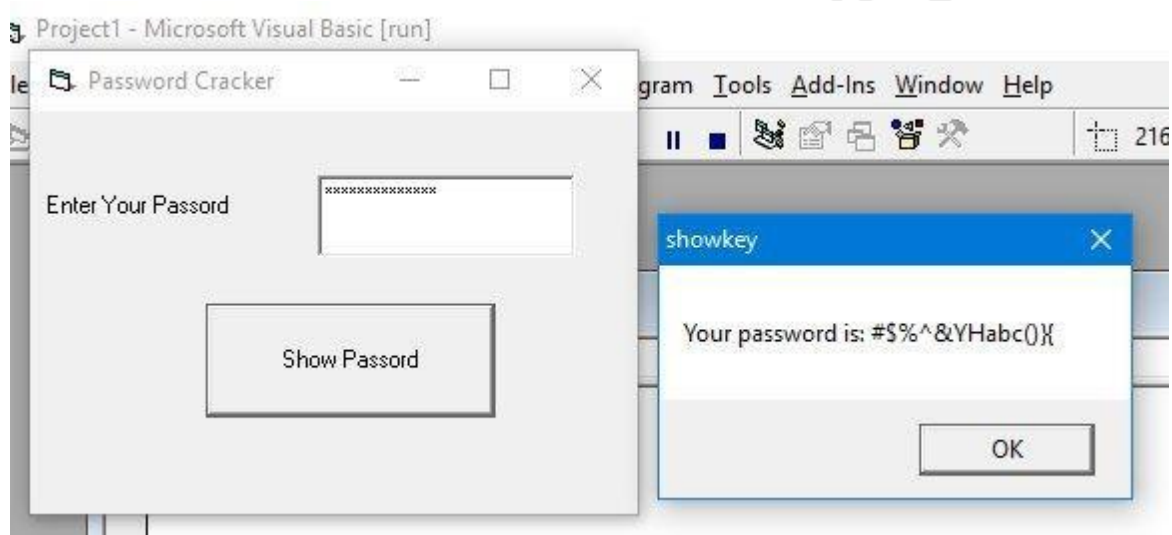 Project1 - Microsoft Visual Basic [run]
Password Cracker
gram Tools Add-Ins Window Help
216
Enter Your Passord
xxxxxxxxxxxxxx
showkey
Your password is: #$%^&YHabc(){}
Show Passord
OK